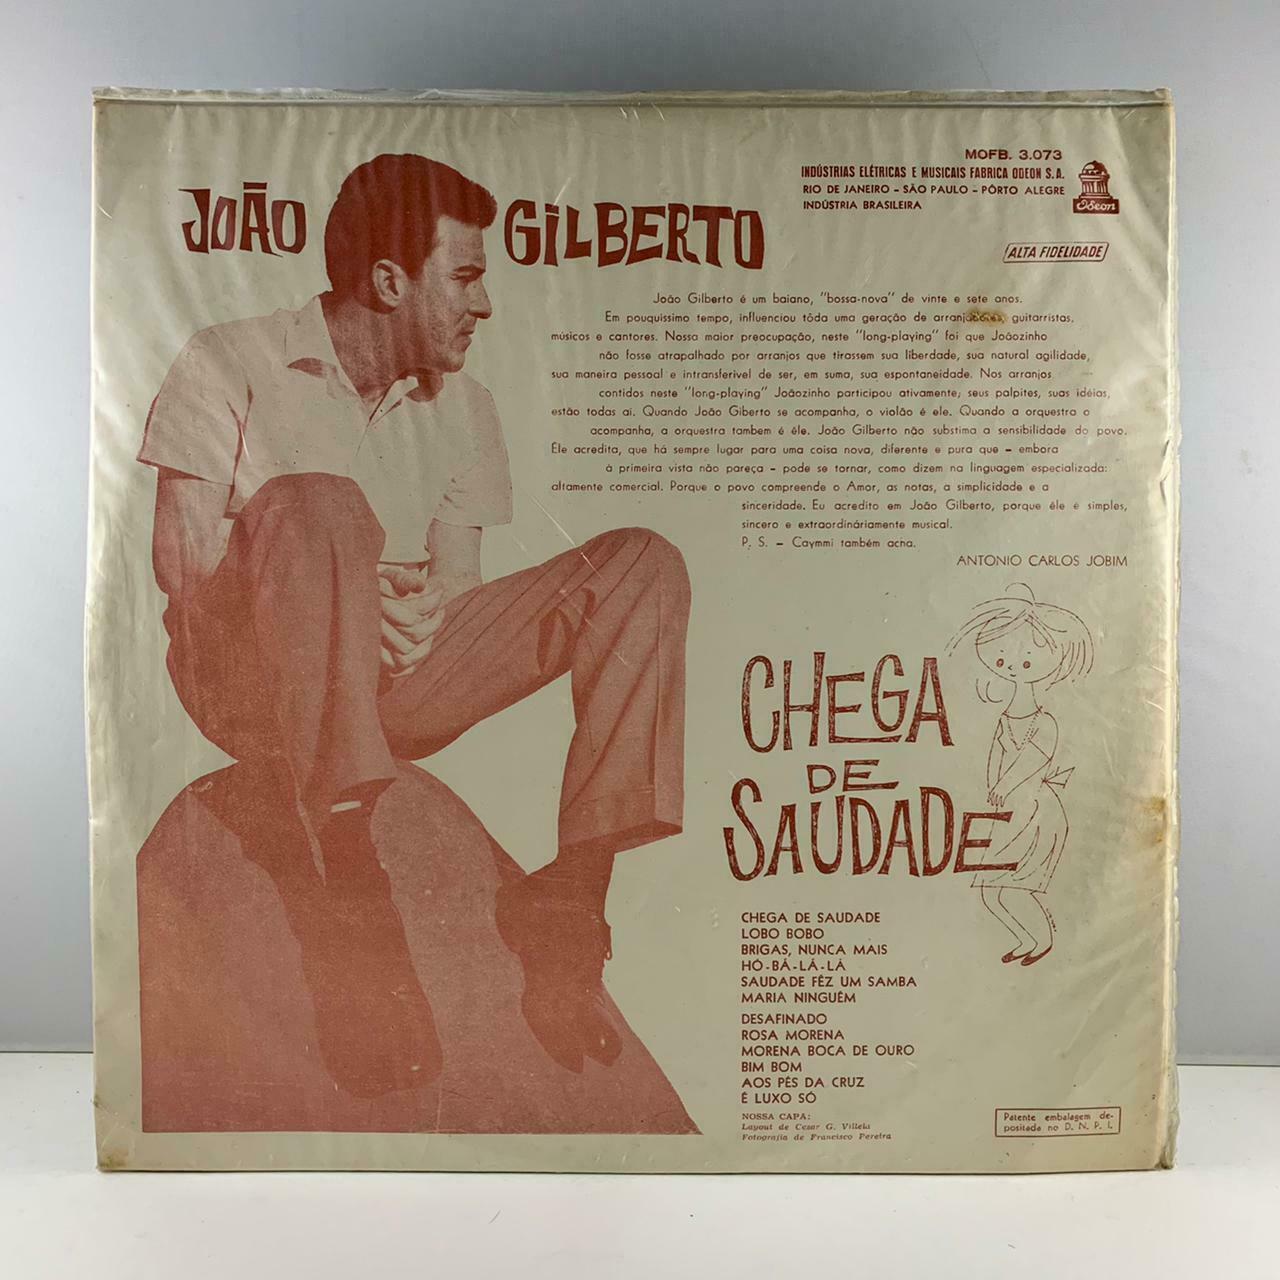 JOÃO GILBERTO
MOFB. 3.073
INDÚSTRIAS ELÉTRICAS E MUSICAIS FABRICA ODEON S.A.
RIO DE JANEIRO - SÃO PAULO - PÔRTO ALEGRE
INDÚSTRIA BRASILEIRA
Odeon
ALTA FIDELIDADE
João Gilberto é um baiano, "bossa-nova" de vinte e sete anos.
Em pouquíssimo tempo, influenciou tôda uma geração de arranjadores, guitarristas,
músicos e cantores. Nossa maior preocupação, neste "long-playing" foi que Joãozinho
não fosse atrapalhado por arranjos que tirassem sua liberdade, sua natural agilidade,
sua maneira pessoal e intransferivel de ser, em suma, sua espontaneidade. Nos arranjos
contidos neste "long-playing" Joãozinho participou ativamente; seus palpites, suas idéias,
estão todas aí. Quando João Giberto se acompanha, o violão é ele. Quando a orquestra o
acompanha, a orquestra tambem é êle. João Gilberto não substima a sensibilidade do povo.
Ele acredita, que há sempre lugar para uma coisa nova, diferente e pura que - embora
à primeira vista não pareça - pode se tornar, como dizem na linguagem especializada:
altamente comercial. Porque o povo compreende o Amor, as notas, a simplicidade e a
sinceridade. Eu acredito em João Gilberto, porque êle e simples,
sincero e extraordináriamente musical.
P. S. - Caymmi também acha.
ANTONIO CARLOS JOBIM
CHEGA
DE
SAUDADE
CHEGA DE SAUDADE
LOBO BOBO
BRIGAS, NUNCA MAIS
HÓ-BÁ-LÁ-LÁ
SAUDADE FÊZ UM SAMBA
MARIA NINGUÉM
DESAFINADO
ROSA MORENA
MORENA BOCA DE OURO
BIM BOM
AOS PÉS DA CRUZ
É LUXO SÓ
NOSSA CAPA:
Layout de Cesar G. Villela
Fotografia de Francisco Pereira
Patente embalagem de-
positada no D. N. P. I.